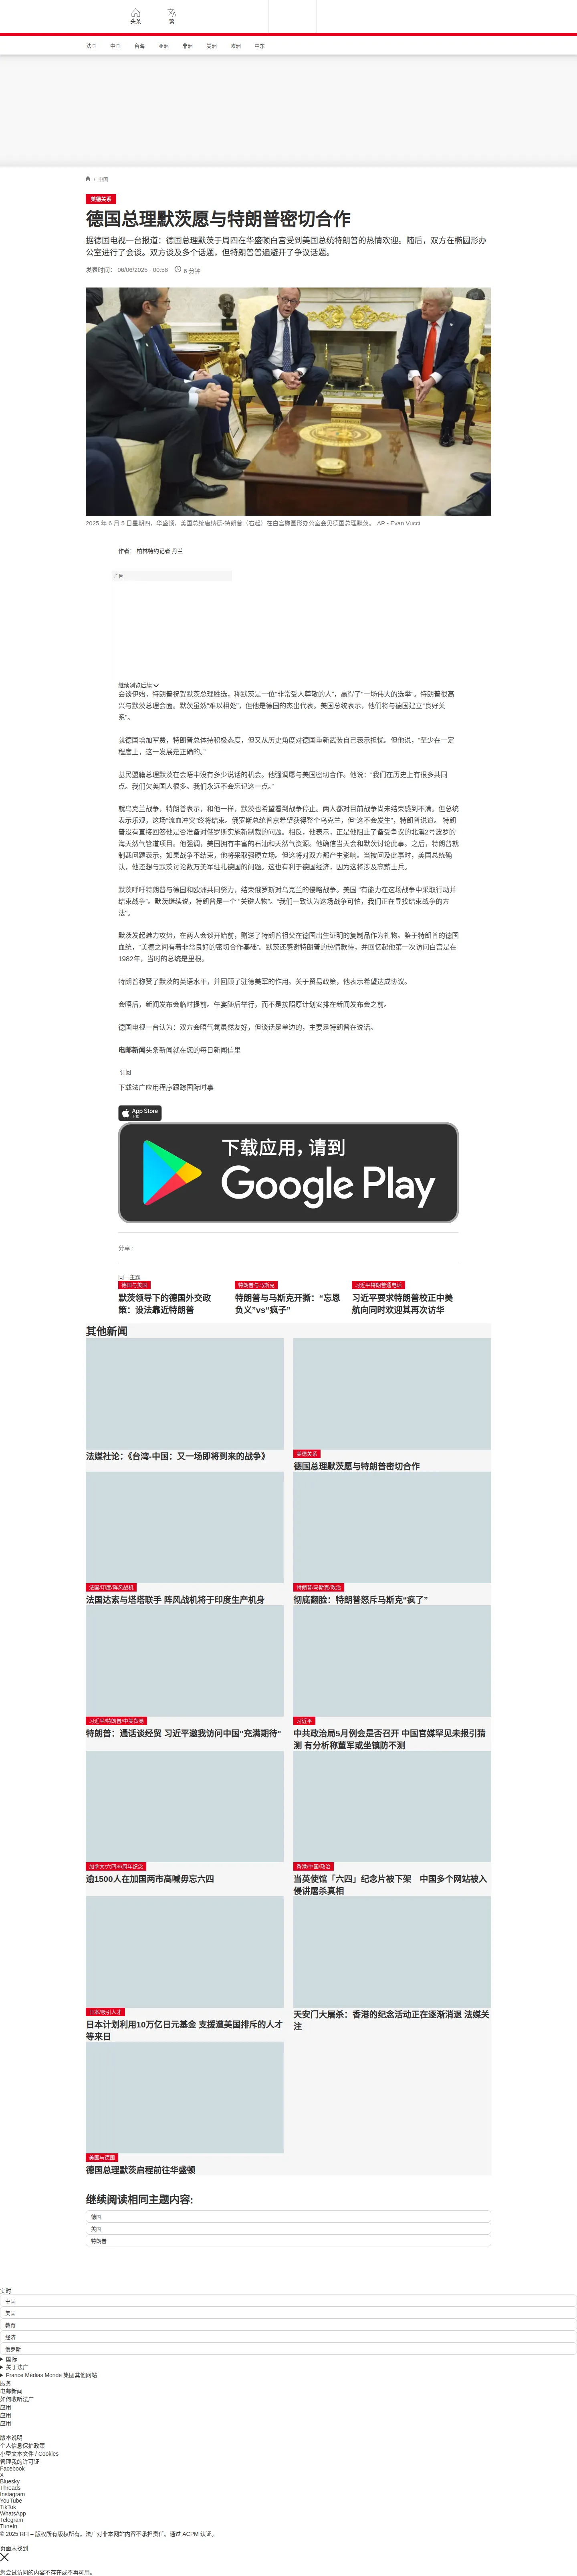 头条
繁
法国
中国
台海
亚洲
非洲
美洲
欧洲
中东
/ 中国
美德关系
德国总理默茨愿与特朗普密切合作
据德国电视一台报道：德国总理默茨于周四在华盛顿白宫受到美国总统特朗普的热情欢迎。随后，双方在椭圆形办
公室进行了会谈。双方谈及多个话题，但特朗普普遍避开了争议话题。
发表时间： 06/06/2025 - 00:58
6 分钟
2025 年 6 月 5 日星期四，华盛顿，美国总统唐纳德-特朗普（右起）在白宫椭圆形办公室会见德国总理默茨。 AP - Evan Vucci
作者： 柏林特约记者 丹兰
广告
继续浏览后续
会谈伊始，特朗普祝贺默茨总理胜选，称默茨是一位“非常受人尊敬的人”，赢得了“一场伟大的选举”。特朗普很高
兴与默茨总理会面。默茨虽然“难以相处”，但他是德国的杰出代表。美国总统表示，他们将与德国建立“良好关
系”。
就德国增加军费，特朗普总体持积极态度，但又从历史角度对德国重新武装自己表示担忧。但他说，“至少在一定
程度上，这一发展是正确的。”
基民盟籍总理默茨在会晤中没有多少说话的机会。他强调愿与美国密切合作。他说：“我们在历史上有很多共同
点。我们欠美国人很多。我们永远不会忘记这一点。”
就乌克兰战争，特朗普表示，和他一样，默茨也希望看到战争停止。两人都对目前战争尚未结束感到不满。但总统
表示乐观，这场“流血冲突”终将结束。俄罗斯总统普京希望获得整个乌克兰，但“这不会发生”，特朗普说道。 特朗
普没有直接回答他是否准备对俄罗斯实施新制裁的问题。相反，他表示，正是他阻止了备受争议的北溪2号波罗的
海天然气管道项目。他强调，美国拥有丰富的石油和天然气资源。他确信当天会和默茨讨论此事。之后，特朗普就
制裁问题表示，如果战争不结束，他将采取强硬立场。但这将对双方都产生影响。当被问及此事时，美国总统确
认，他还想与默茨讨论数万美军驻扎德国的问题。这也有利于德国经济，因为这将涉及高薪士兵。
默茨呼吁特朗普与德国和欧洲共同努力，结束俄罗斯对乌克兰的侵略战争。美国 “有能力在这场战争中采取行动并
结束战争”。默茨继续说，特朗普是一个 “关键人物”。“我们一致认为这场战争可怕，我们正在寻找结束战争的方
法”。
默茨发起魅力攻势，在两人会谈开始前，赠送了特朗普祖父在德国出生证明的复制品作为礼物。鉴于特朗普的德国
血统，“美德之间有着非常良好的密切合作基础”。默茨还感谢特朗普的热情款待，并回忆起他第一次访问白宫是在
1982年，当时的总统是里根。
特朗普称赞了默茨的英语水平，并回顾了驻德美军的作用。关于贸易政策，他表示希望达成协议。
会晤后，新闻发布会临时提前。午宴随后举行，而不是按照原计划安排在新闻发布会之前。
德国电视一台认为：双方会晤气氛虽然友好，但谈话是单边的，主要是特朗普在说话。
电邮新闻头条新闻就在您的每日新闻信里
订阅
下载法广应用程序跟踪国际时事
App Store
下载
下载应用，请到
Google Play
分享 :
同一主题
德国与美国
默茨领导下的德国外交政
策：设法靠近特朗普
特朗普与马斯克
特朗普与马斯克开撕：“忘恩
负义”vs“疯子”
习近平特朗普通电话
习近平要求特朗普校正中美
航向同时欢迎其再次访华
其他新闻
法媒社论：《台湾-中国：又一场即将到来的战争》
美德关系
德国总理默茨愿与特朗普密切合作
法国/印度/阵风战机
法国达索与塔塔联手 阵风战机将于印度生产机身
特朗普/马斯克/政治
彻底翻脸：特朗普怒斥马斯克“疯了”
习近平/特朗普/中美贸易
特朗普：通话谈经贸 习近平邀我访问中国"充满期待"
习近平
中共政治局5月例会是否召开 中国官媒罕见未报引猜
测 有分析称董军或坐镇防不测
加拿大/六四36周年纪念
逾1500人在加国两市高喊毋忘六四
香港/中国/政治
当英使馆「六四」纪念片被下架　中国多个网站被入
侵讲屠杀真相
日本/吸引人才
日本计划利用10万亿日元基金 支援遭美国排斥的人才
等来日
天安门大屠杀：香港的纪念活动正在逐渐消退 法媒关
注
美国与德国
德国总理默茨启程前往华盛顿
继续阅读相同主题内容:
德国
美国
特朗普
实时
中国
美国
教育
经济
俄罗斯
国际
关于法广
France Médias Monde 集团其他网站
服务
电邮新闻
如何收听法广
应用
应用
应用
版本说明
个人信息保护政策
小型文本文件 / Cookies
管理我的许可证
Facebook
X
Bluesky
Threads
Instagram
YouTube
TikTok
WhatsApp
Telegram
TuneIn
© 2025 RFI – 版权所有版权所有。法广对非本网站内容不承担责任。通过 ACPM 认证。
页面未找到
您尝试访问的内容不存在或不再可用。